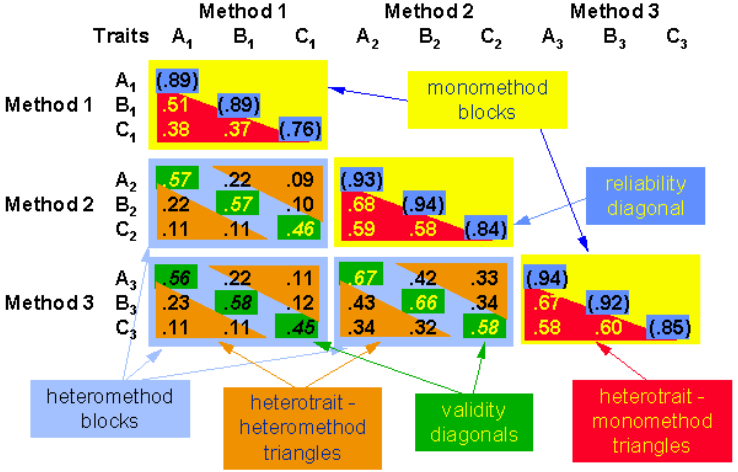 Method 1 Method 2 Method 3
Traits A1 B1 C1 A2 B2 C2 A3 B3 C3
Method 1
A1 (.89)
B1 .51 (.89)
C1 .38 .37 (.76)
monomethod
blocks
Method 2
A2 .57 .22 .09 (.93)
B2 .22 .57 .10 .68 (.94)
C2 .11 .11 .46 .59 .58 (.84)
reliability
diagonal
Method 3
A3 .56 .22 .11 .67 .42 .33 (.94)
B3 .23 .58 .12 .43 .66 .34 .67 (.92)
C3 .11 .11 .45 .34 .32 .58 .58 .60 (.85)
heteromethod
blocks
heterotrait -
heteromethod
triangles
validity
diagonals
heterotrait -
monomethod
triangles